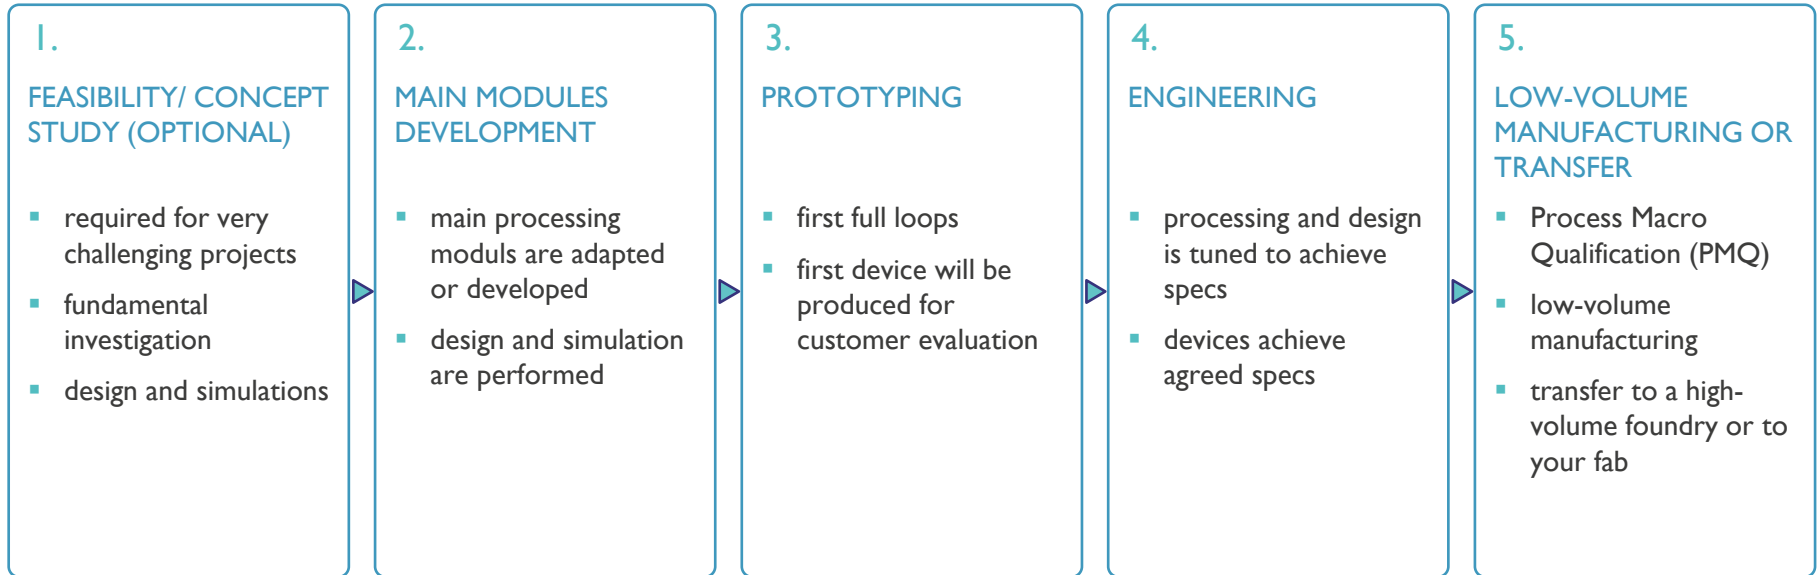 1.
FEASIBILITY/ CONCEPT
STUDY (OPTIONAL)
▪ required for very
challenging projects
▪ fundamental
investigation
▪ design and simulations
2.
MAIN MODULES
DEVELOPMENT
▪ main processing
moduls are adapted
or developed
▪ design and simulation
are performed
3.
PROTOTYPING
▪ first full loops
▪ first device will be
produced for
customer evaluation
4.
ENGINEERING
▪ processing and design
is tuned to achieve
specs
▪ devices achieve
agreed specs
5.
LOW-VOLUME
MANUFACTURING OR
TRANSFER
▪ Process Macro
Qualification (PMQ)
▪ low-volume
manufacturing
▪ transfer to a high-
volume foundry or to
your fab